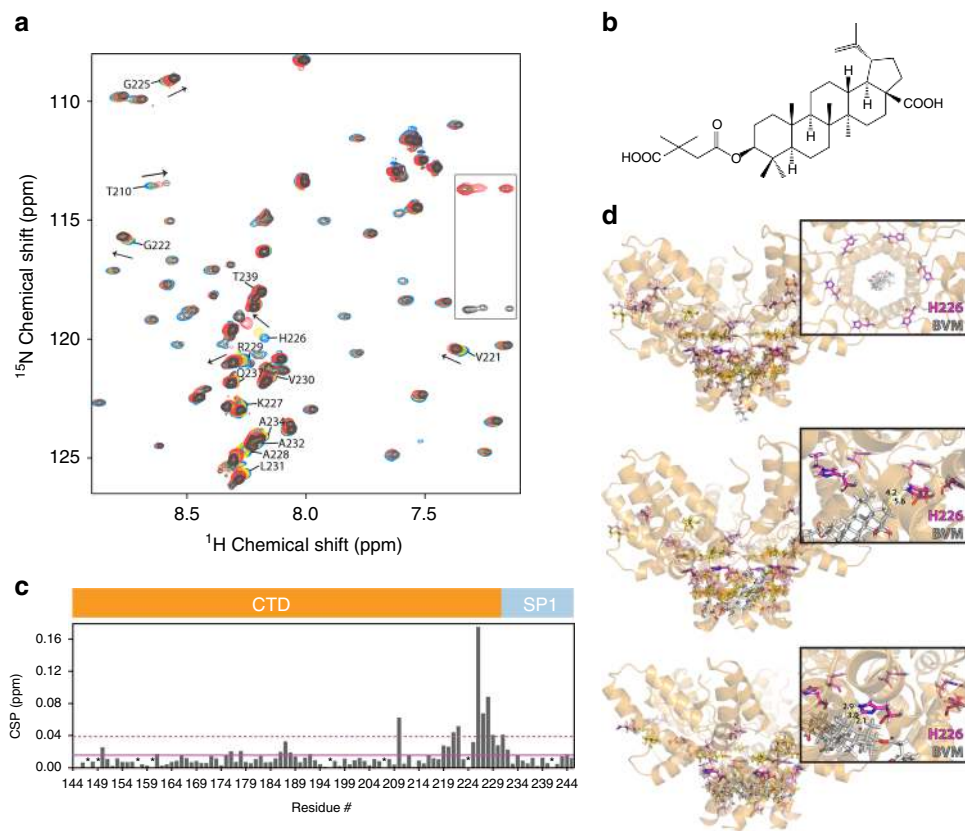 a
G225
T210
G222
T239
H226
R229
Q237
V230
V221
K227
A234
A232
A228
L231
110
115
120
125
8.5
8.0
7.5
¹⁵N Chemical shift (ppm)
¹H Chemical shift (ppm)
b
HOOC
O
O
H
H
H
H
COOH
c
CTD
SP1
CSP (ppm)
0.16
0.12
0.08
0.04
0.00
* * * * * * * *
144 149 154 159 164 169 174 179 184 189 194 199 204 209 214 219 224 229 234 239 244
Residue #
d
H226
BVM
4.2
H226
BVM
2.9
3.0
2.1
H226
BVM